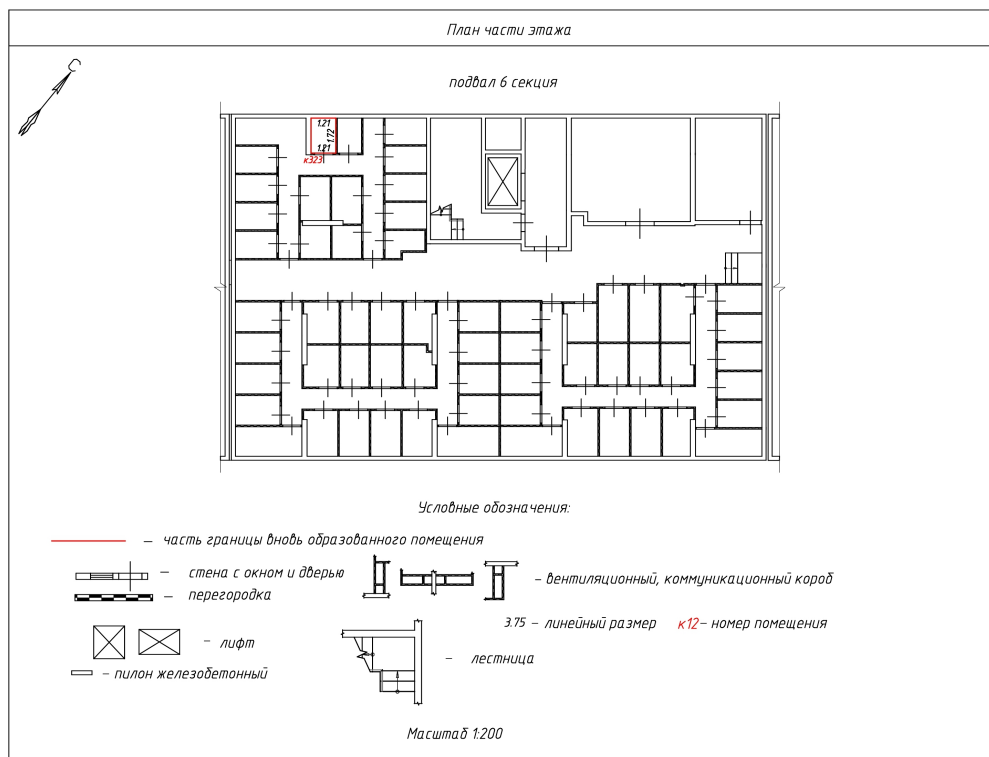 План части этажа
С
подвал 6 секция
1.21
1.72
1.21
к323
Условные обозначения:
– часть границы вновь образованного помещения
– стена с окном и дверью
– перегородка
– вентиляционный, коммуникационный короб
3.75 – линейный размер к12– номер помещения
– лифт
– лестница
– пилон железобетонный
Масштаб 1:200